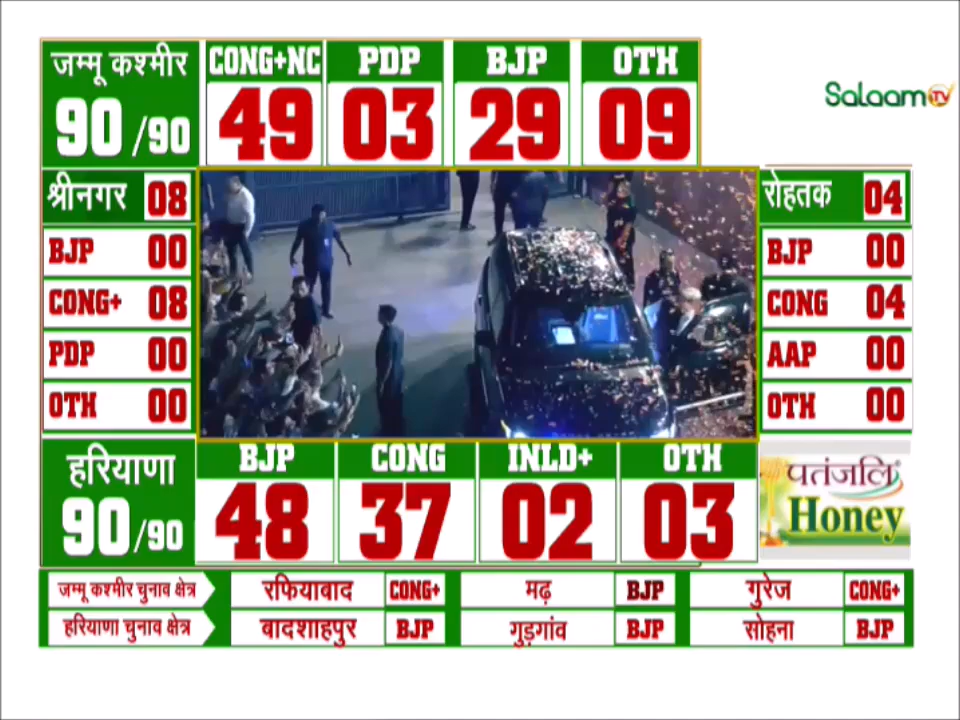 जम्मू कश्मीर CONG+NC PDP BJP OTH
90/90 49 03 29 09
Salaam TV
श्रीनगर 08
BJP 00
CONG+ 08
PDP 00
OTH 00
रोहतक 04
BJP 00
CONG 04
AAP 00
OTH 00
हरियाणा BJP CONG INLD+ OTH
90/90 48 37 02 03
पतंजलि
Honey
जम्मू कश्मीर चुनाव क्षेत्र रफियाबाद CONG+ मढ़ BJP गुरेज CONG+
हरियाणा चुनाव क्षेत्र बादशाहपुर BJP गुड़गांव BJP सोहना BJP